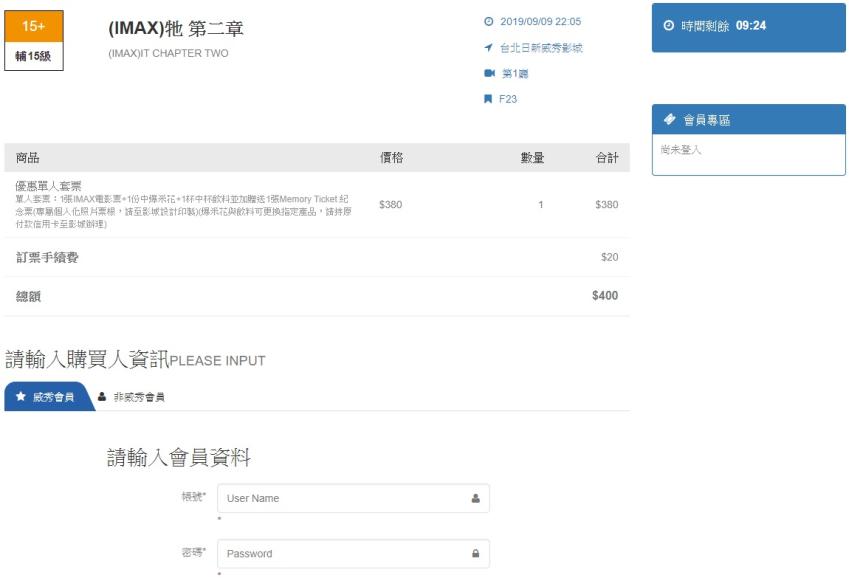 15+
輔15級
(IMAX)牠 第二章
(IMAX)IT CHAPTER TWO
2019/09/09 22:05
台北日新威秀影城
第1廳
F23
時間剩餘 09:24
會員專區
尚未登入
商品 價格 數量 合計
優惠單人套票
單人套票:1張IMAX電影票+1份中爆米花+1杯中杯飲料並加贈送1張Memory Ticket 紀
念票(專屬個人化照片票根,請至影城設計印製)(爆米花與飲料可更換指定產品,請持原
付款信用卡至影城辦理)
$380 1 $380
訂票手續費 $20
總額 $400
請輸入購買人資訊PLEASE INPUT
威秀會員 非威秀會員
請輸入會員資料
帳號* User Name
*
密碼* Password
*